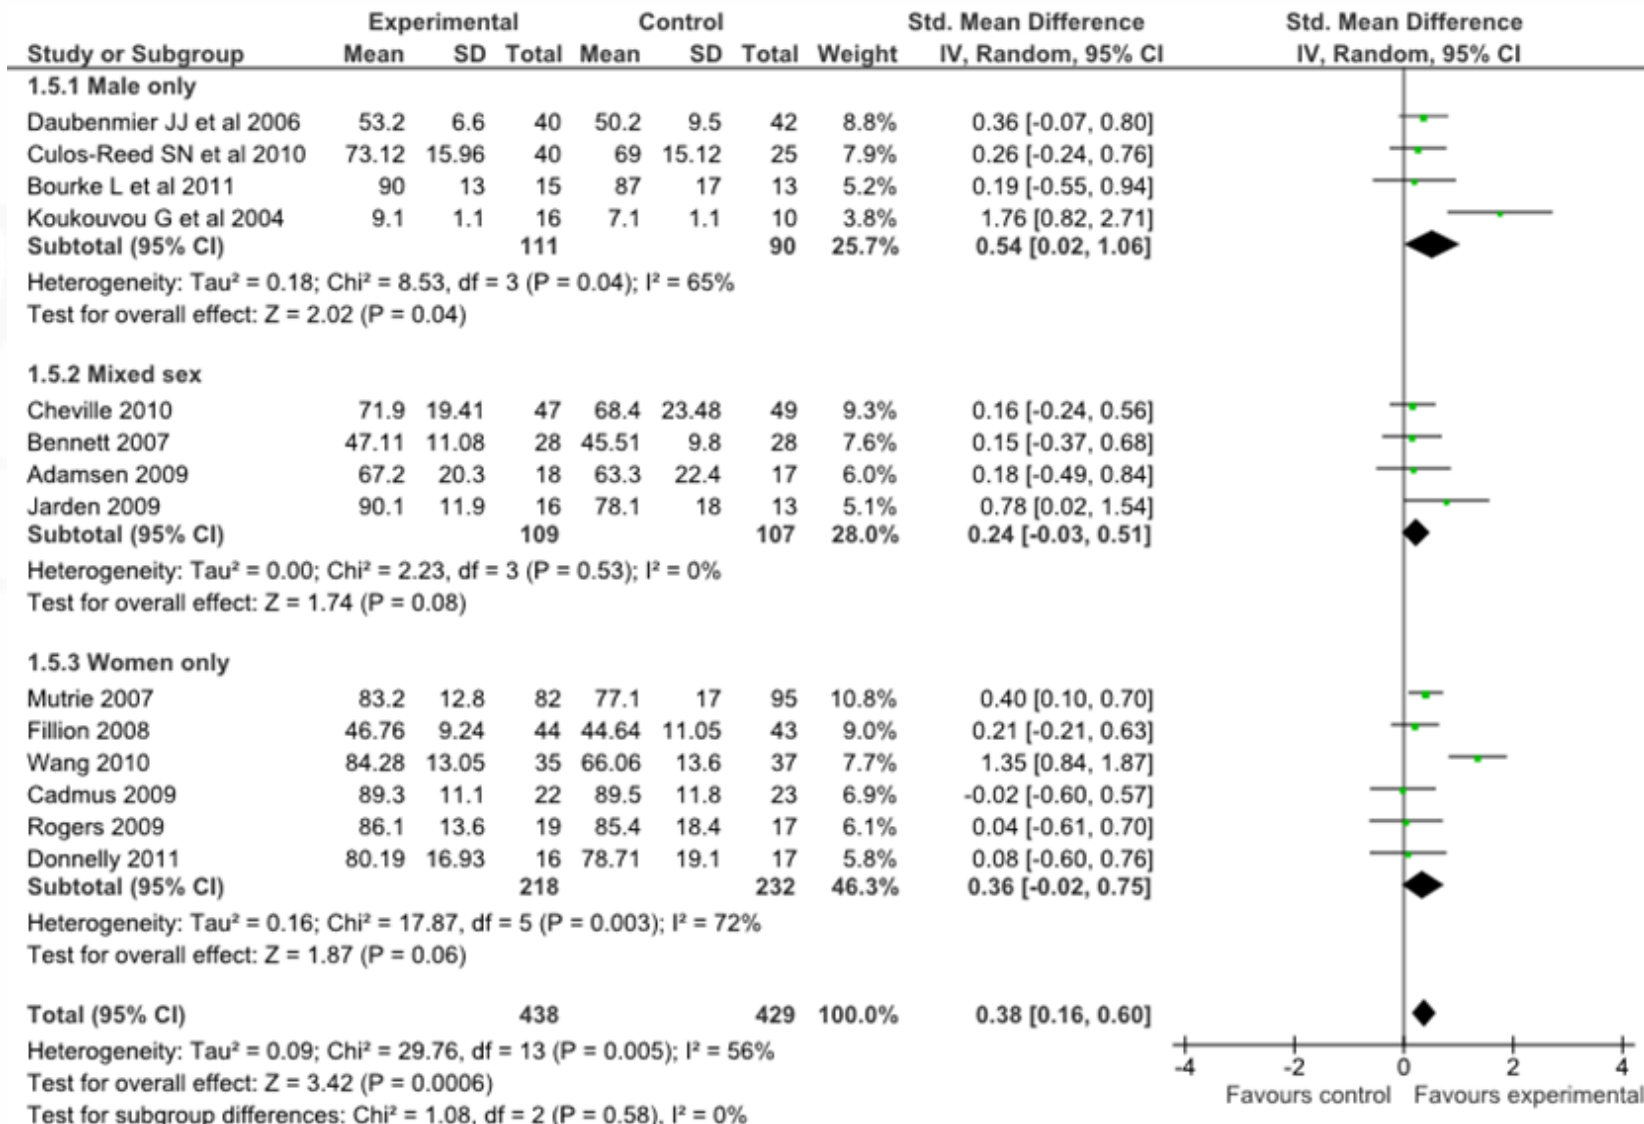 Experimental Control Std. Mean Difference Std. Mean Difference
Study or Subgroup Mean SD Total Mean SD Total Weight IV, Random, 95% CI IV, Random, 95% CI
1.5.1 Male only
Daubenmier JJ et al 2006 53.2 6.6 40 50.2 9.5 42 8.8% 0.36 [-0.07, 0.80]
Culos-Reed SN et al 2010 73.12 15.96 40 69 15.12 25 7.9% 0.26 [-0.24, 0.76]
Bourke L et al 2011 90 13 15 87 17 13 5.2% 0.19 [-0.55, 0.94]
Koukouvou G et al 2004 9.1 1.1 16 7.1 1.1 10 3.8% 1.76 [0.82, 2.71]
Subtotal (95% CI) 111 90 25.7% 0.54 [0.02, 1.06]
Heterogeneity: Tau² = 0.18; Chi² = 8.53, df = 3 (P = 0.04); I² = 65%
Test for overall effect: Z = 2.02 (P = 0.04)
1.5.2 Mixed sex
Cheville 2010 71.9 19.41 47 68.4 23.48 49 9.3% 0.16 [-0.24, 0.56]
Bennett 2007 47.11 11.08 28 45.51 9.8 28 7.6% 0.15 [-0.37, 0.68]
Adamsen 2009 67.2 20.3 18 63.3 22.4 17 6.0% 0.18 [-0.49, 0.84]
Jarden 2009 90.1 11.9 16 78.1 18 13 5.1% 0.78 [0.02, 1.54]
Subtotal (95% CI) 109 107 28.0% 0.24 [-0.03, 0.51]
Heterogeneity: Tau² = 0.00; Chi² = 2.23, df = 3 (P = 0.53); I² = 0%
Test for overall effect: Z = 1.74 (P = 0.08)
1.5.3 Women only
Mutrie 2007 83.2 12.8 82 77.1 17 95 10.8% 0.40 [0.10, 0.70]
Fillion 2008 46.76 9.24 44 44.64 11.05 43 9.0% 0.21 [-0.21, 0.63]
Wang 2010 84.28 13.05 35 66.06 13.6 37 7.7% 1.35 [0.84, 1.87]
Cadmus 2009 89.3 11.1 22 89.5 11.8 23 6.9% -0.02 [-0.60, 0.57]
Rogers 2009 86.1 13.6 19 85.4 18.4 17 6.1% 0.04 [-0.61, 0.70]
Donnelly 2011 80.19 16.93 16 78.71 19.1 17 5.8% 0.08 [-0.60, 0.76]
Subtotal (95% CI) 218 232 46.3% 0.36 [-0.02, 0.75]
Heterogeneity: Tau² = 0.16; Chi² = 17.87, df = 5 (P = 0.003); I² = 72%
Test for overall effect: Z = 1.87 (P = 0.06)
Total (95% CI) 438 429 100.0% 0.38 [0.16, 0.60]
Heterogeneity: Tau² = 0.09; Chi² = 29.76, df = 13 (P = 0.005); I² = 56%
Test for overall effect: Z = 3.42 (P = 0.0006)
Test for subgroup differences: Chi² = 1.08, df = 2 (P = 0.58), I² = 0%
-4 -2 0 2 4
Favours control Favours experimental